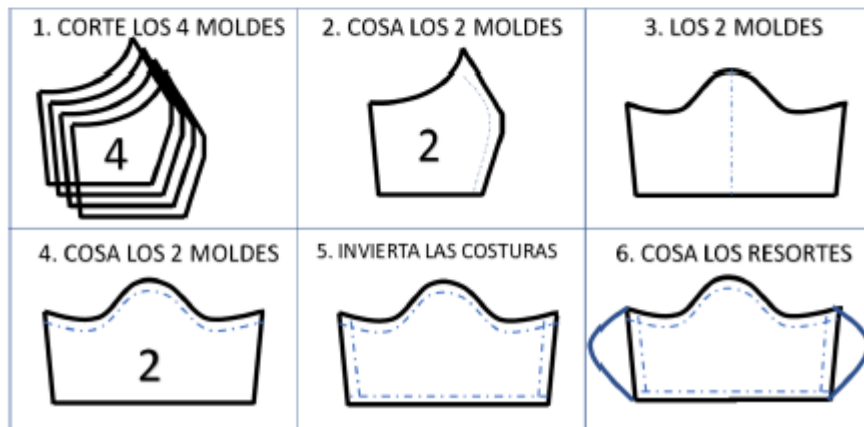 1. CORTE LOS 4 MOLDES
4
2. COSA LOS 2 MOLDES
2
3. LOS 2 MOLDES
4. COSA LOS 2 MOLDES
2
5. INVIERTA LAS COSTURAS
6. COSA LOS RESORTES